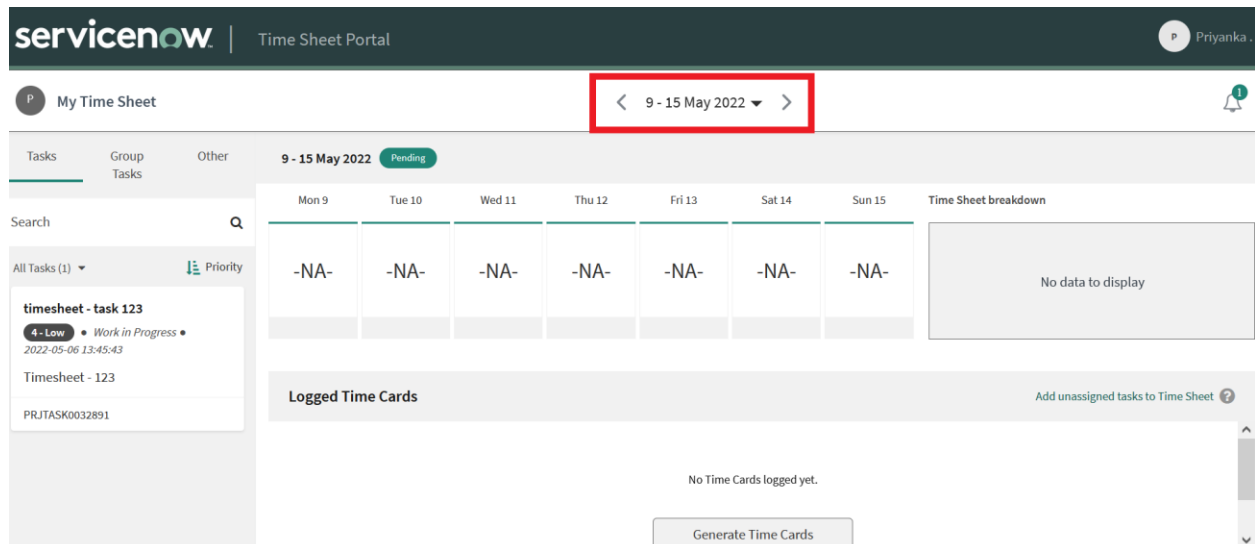 servicenow | Time Sheet Portal
P Priyanka .
P My Time Sheet
9 - 15 May 2022
1
Tasks
Group Tasks
Other
9 - 15 May 2022 Pending
Search
Mon 9 Tue 10 Wed 11 Thu 12 Fri 13 Sat 14 Sun 15 Time Sheet breakdown
All Tasks (1) Priority
-NA- -NA- -NA- -NA- -NA- -NA- -NA-
No data to display
timesheet - task 123
4 - Low • Work in Progress •
2022-05-06 13:45:43
Timesheet - 123
PRJTASK0032891
Logged Time Cards
Add unassigned tasks to Time Sheet ?
No Time Cards logged yet.
Generate Time Cards